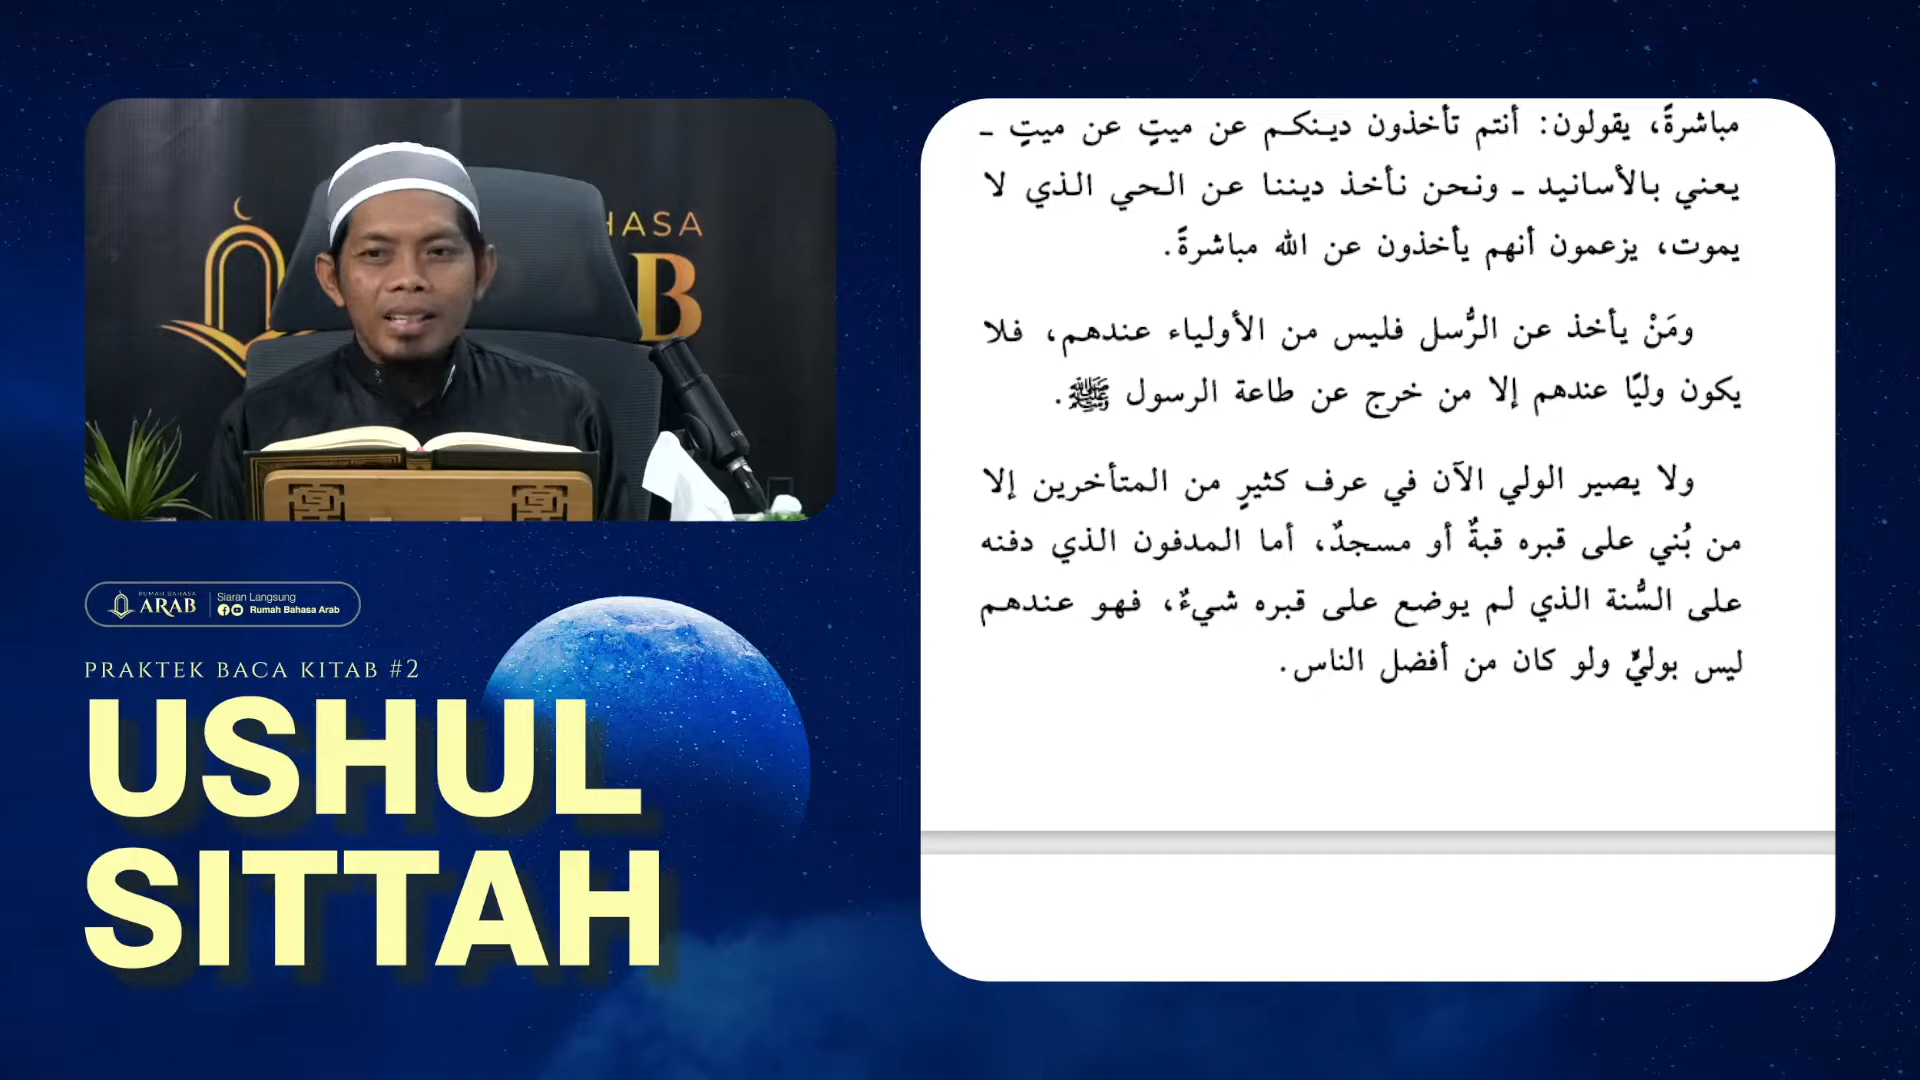 HASA
B
RUMAH BAHASA
ARAB
Siaran Langsung
Rumah Bahasa Arab
PRAKTEK BACA KITAB #2
USHUL
SITTAH
مباشرةً، يقولون: أنتم تأخذون دينكم عن ميتٍ عن ميتٍ ـ
يعني بالأسانيد ـ ونحن نأخذ ديننا عن الحي الذي لا
يموت، يزعمون أنهم يأخذون عن الله مباشرةً.
ومَنْ يأخذ عن الرُّسل فليس من الأولياء عندهم، فلا
يكون وليًا عندهم إلا من خرج عن طاعة الرسول ﷺ.
ولا يصير الولي الآن في عرف كثيرٍ من المتأخرين إلا
من بُني على قبره قبةٌ أو مسجدٌ، أما المدفون الذي دفنه
على السُّنة الذي لم يوضع على قبره شيءٌ، فهو عندهم
ليس بوليٍّ ولو كان من أفضل الناس.